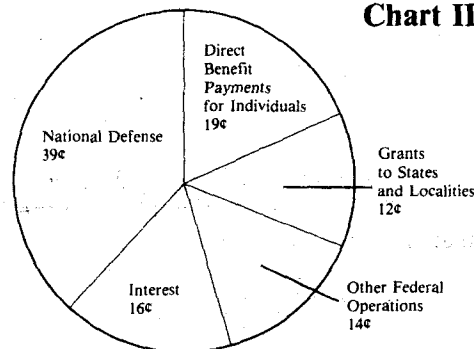 Chart II
Direct
Benefit
Payments
for Individuals
19¢
National Defense
39¢
Grants
to States
and Localities
12¢
Interest
16¢
Other Federal
Operations
14¢